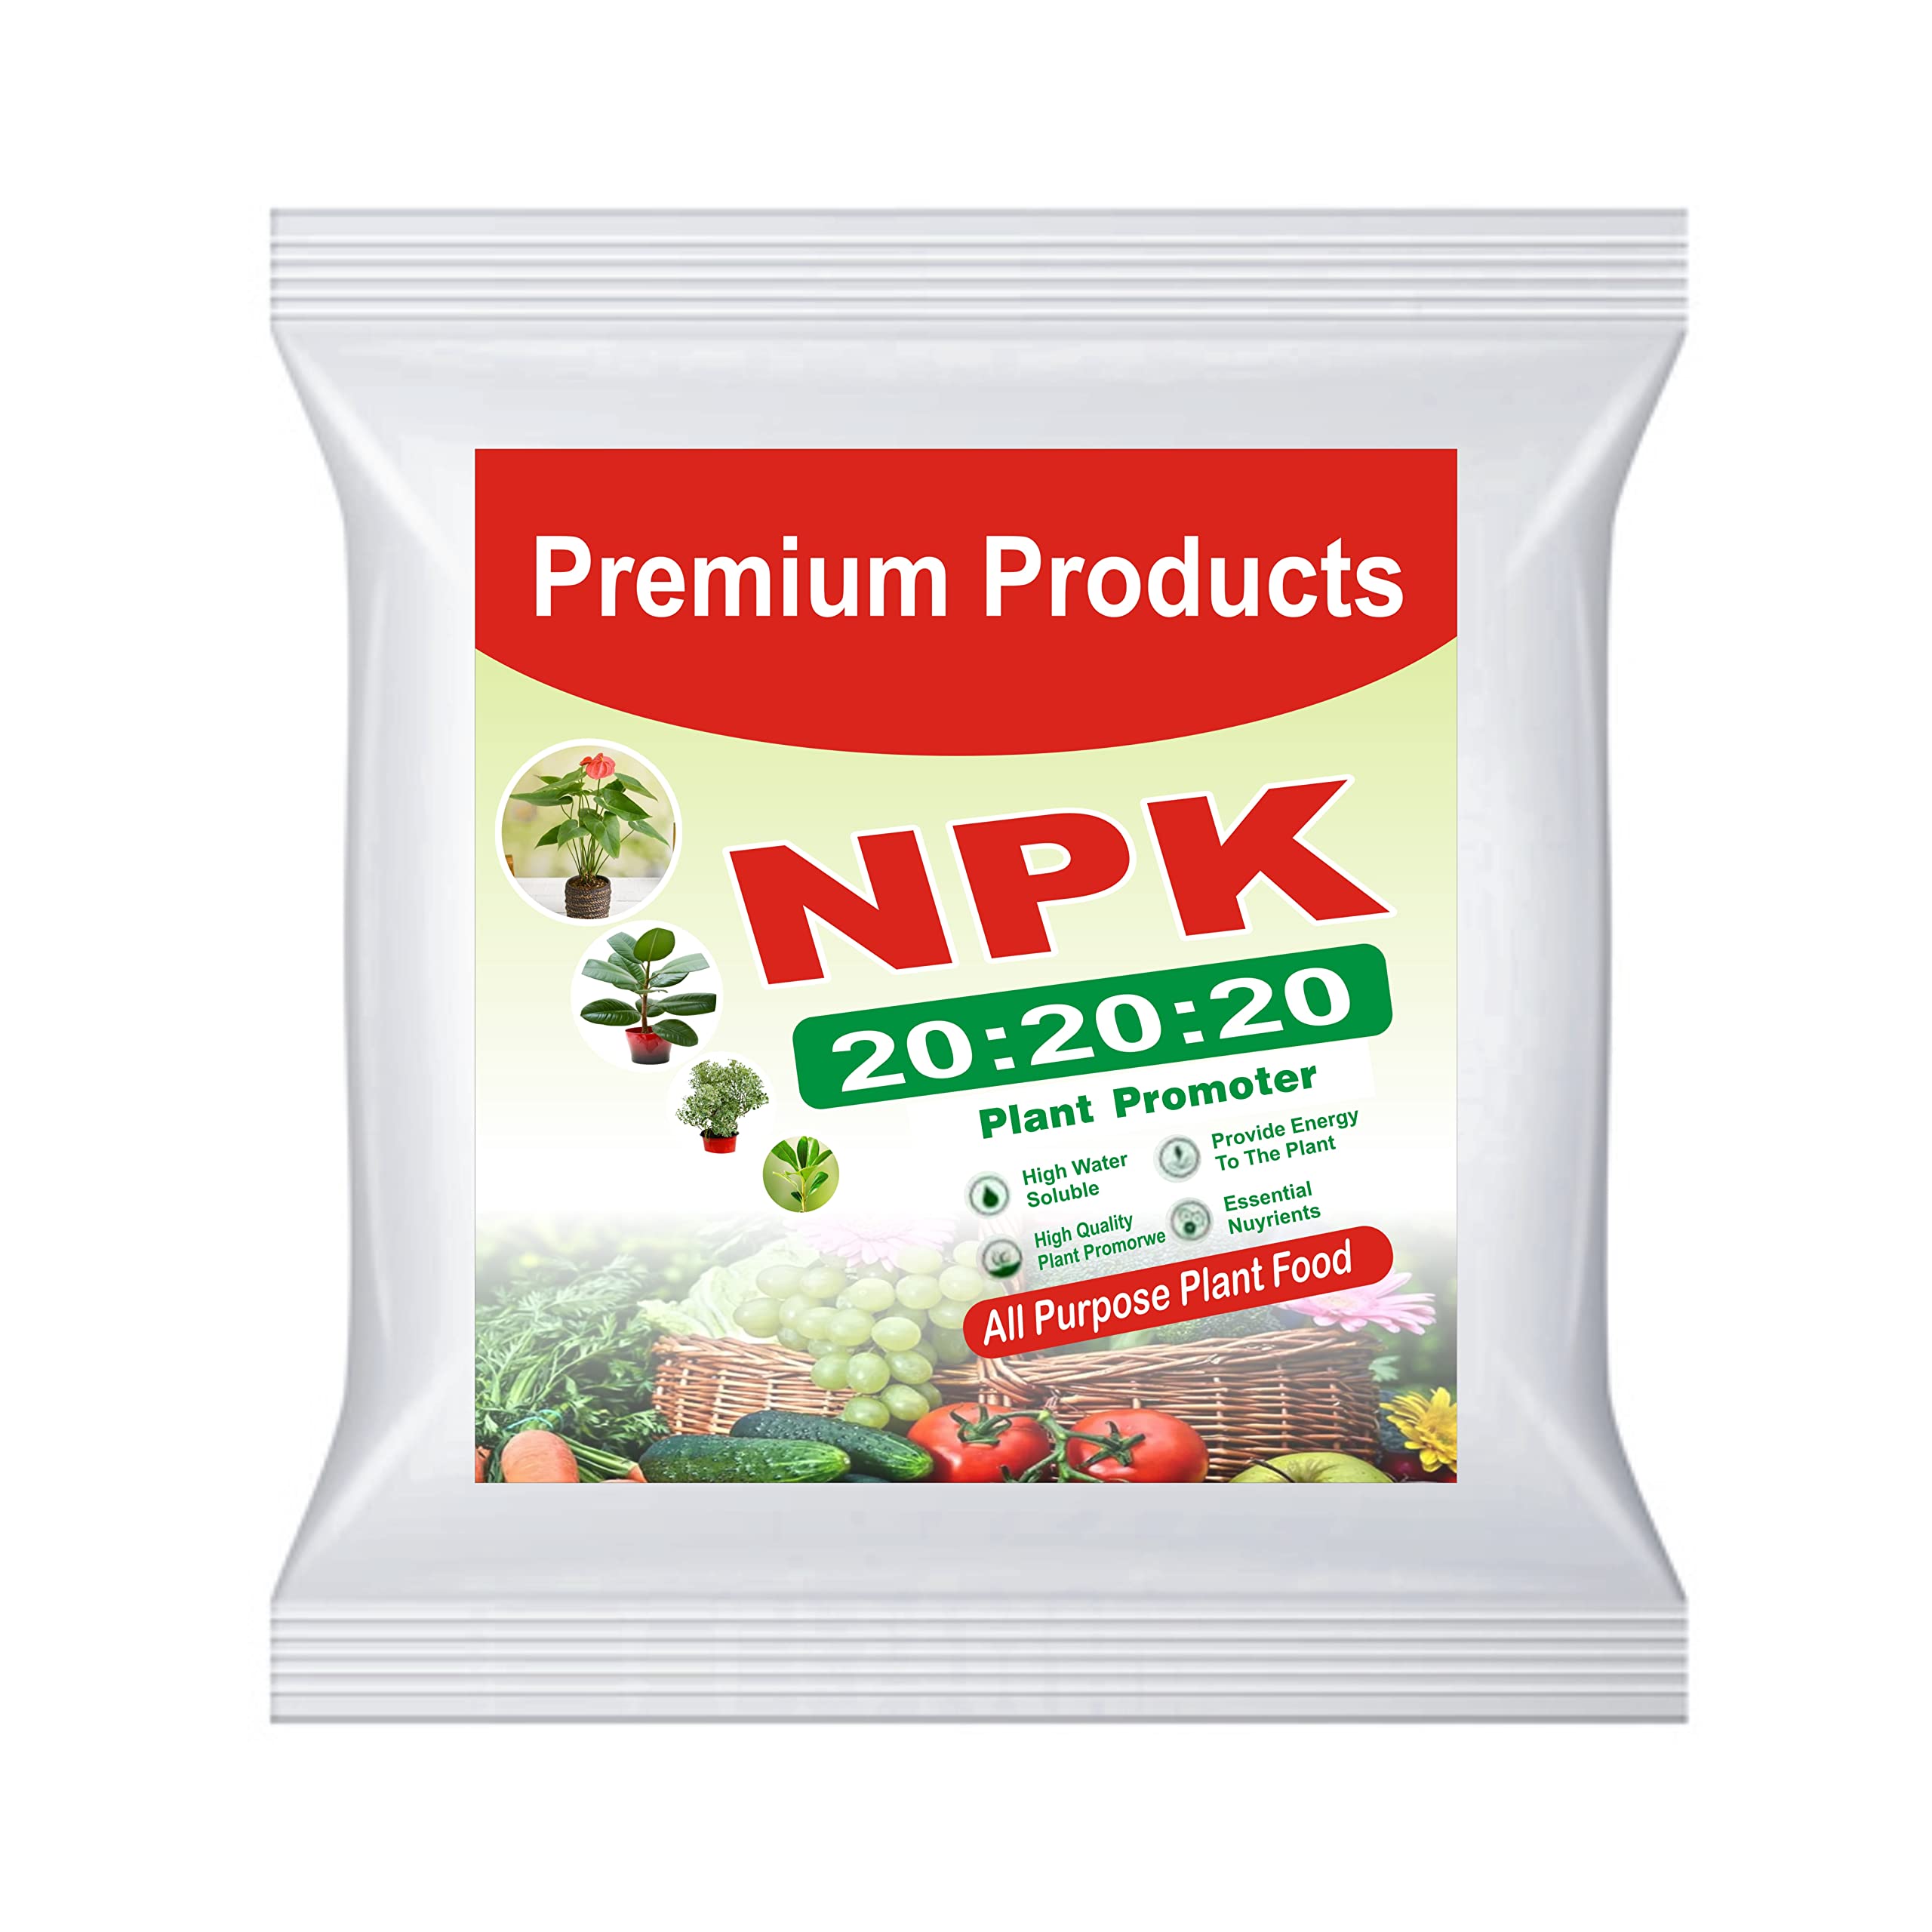 Premium Products
NPK
20:20:20
Plant Promoter
High Water
Soluble
Provide Energy
To The Plant
High Quality
Plant Promorwe
Essential
Nuyrients
All Purpose Plant Food